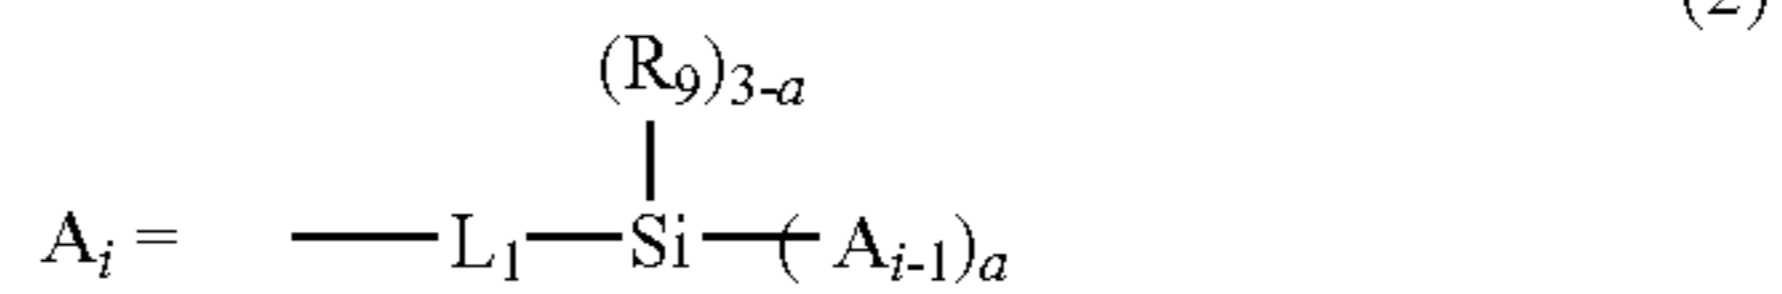 (2)
(R₉)₃₋ₐ
Aᵢ = —L₁—Si—( Aᵢ₋₁)ₐ